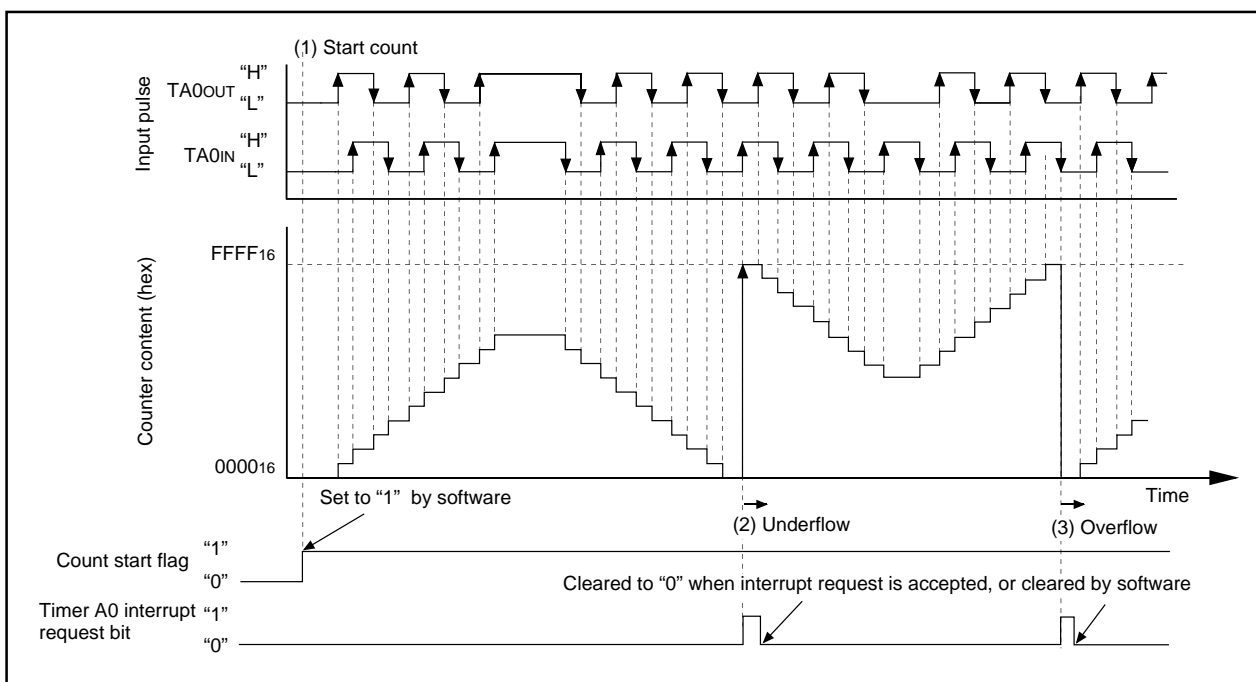 (1) Start count
Input pulse
TA0OUT
“H”
“L”
TA0IN
“H”
“L”
Counter content (hex)
FFFF16
000016
Time
Set to “1” by software
(2) Underflow
(3) Overflow
Count start flag
“1”
“0”
Cleared to “0” when interrupt request is accepted, or cleared by software
Timer A0 interrupt
request bit
“1”
“0”